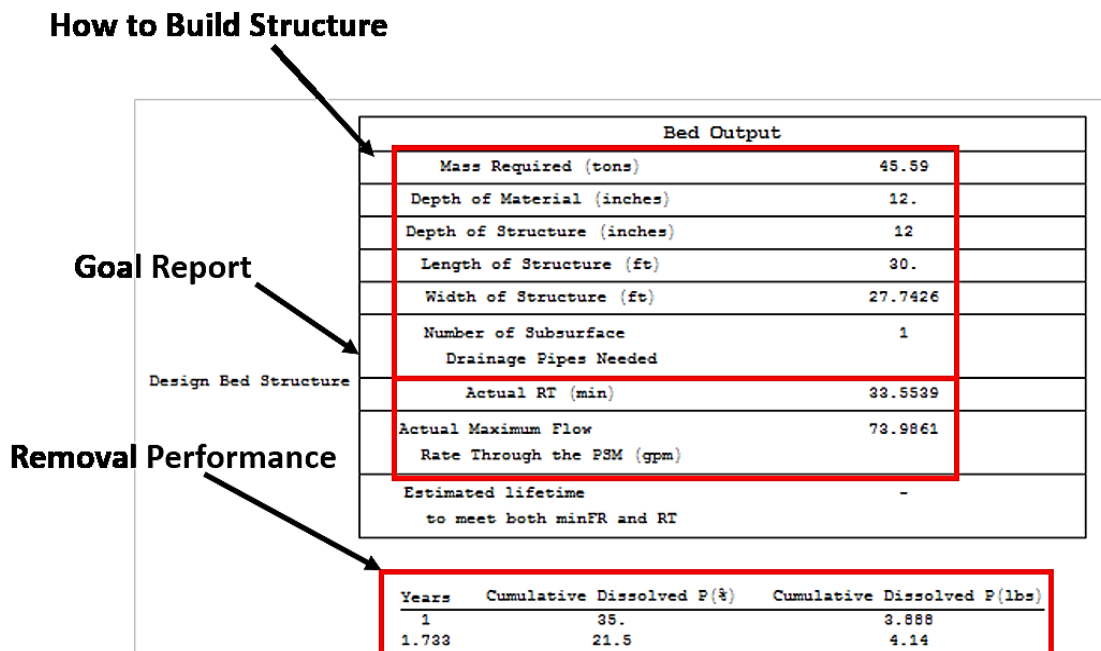 How to Build Structure
Bed Output
Mass Required (tons) 45.59
Depth of Material (inches) 12.
Depth of Structure (inches) 12
Goal Report
Length of Structure (ft) 30.
Width of Structure (ft) 27.7426
Number of Subsurface 1
Drainage Pipes Needed
Design Bed Structure
Actual RT (min) 33.5539
Actual Maximum Flow 73.9861
Rate Through the PSM (gpm)
Removal Performance
Estimated lifetime -
to meet both minFR and RT
Years Cumulative Dissolved P(%) Cumulative Dissolved P(lbs)
1 35. 3.888
1.733 21.5 4.14